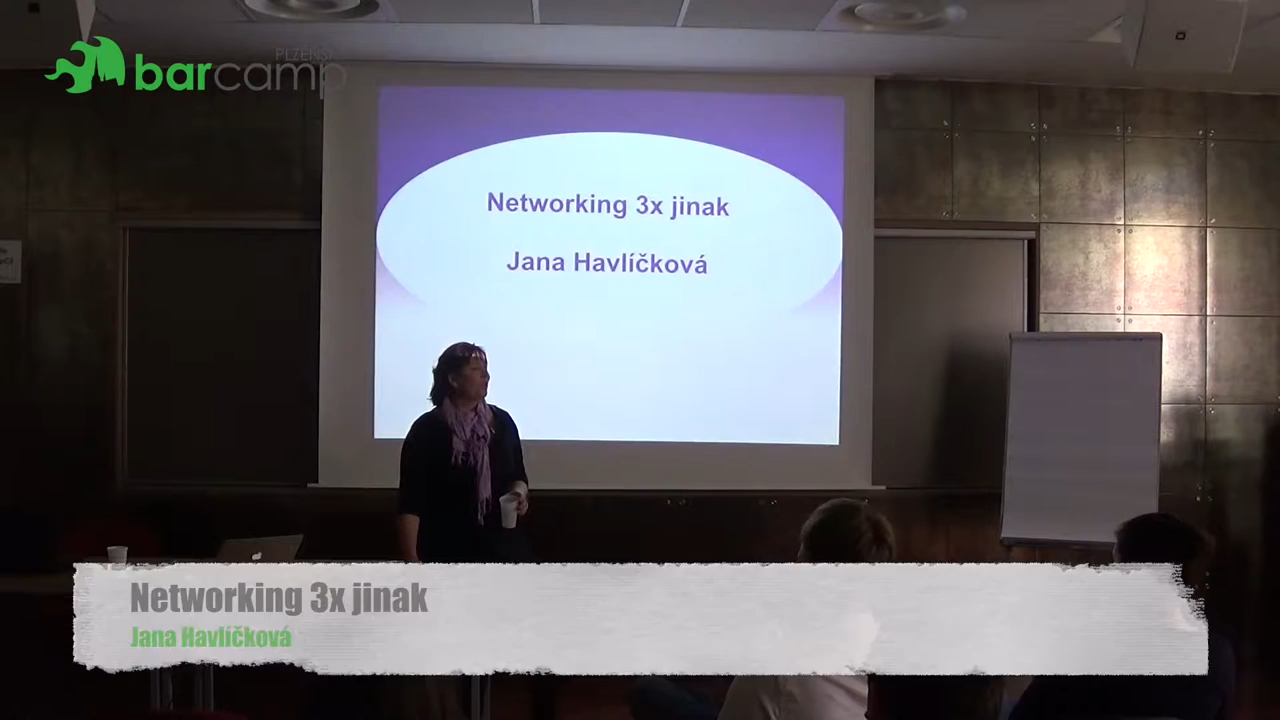 PLZEŇSKÝ
barcamp
Networking 3x jinak
Jana Havlíčková
Networking 3x jinak
Jana Havlíčková